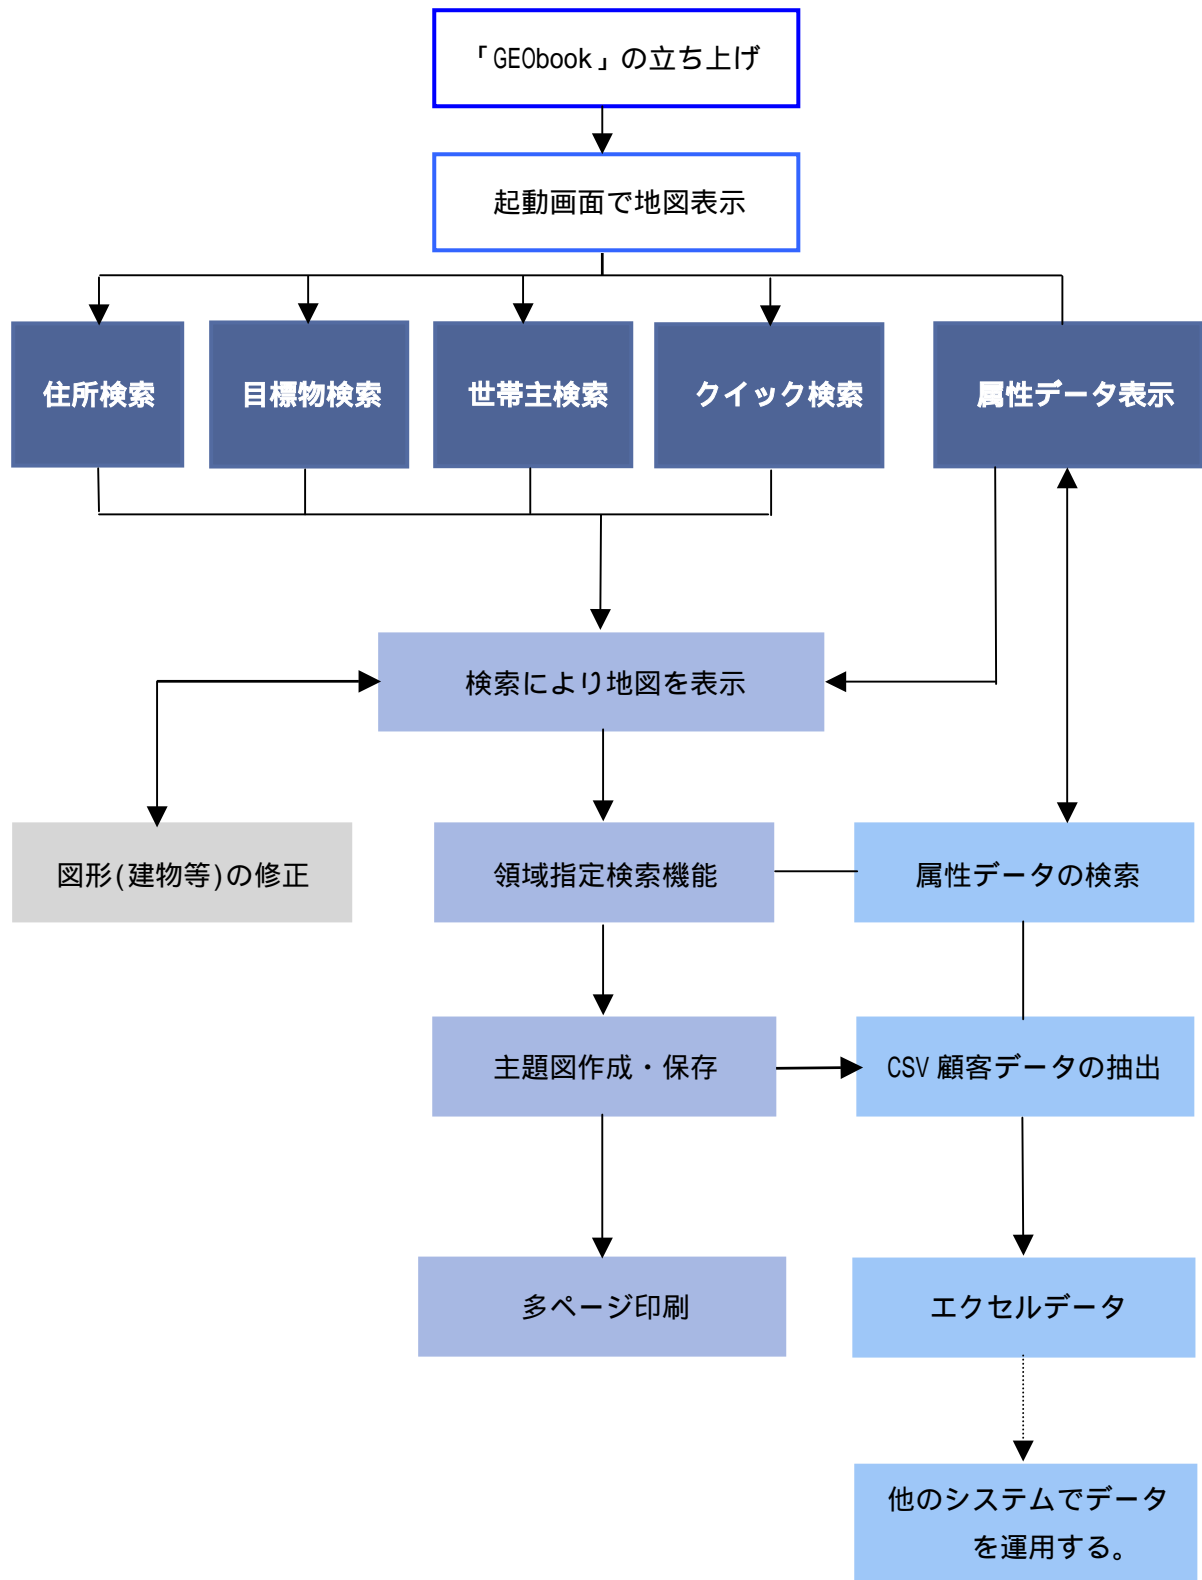 「GEObook」の立ち上げ
起動画面で地図表示
住所検索
目標物検索
世帯主検索
クイック検索
属性データ表示
検索により地図を表示
図形(建物等)の修正
領域指定検索機能
属性データの検索
主題図作成・保存
CSV 顧客データの抽出
多ページ印刷
エクセルデータ
他のシステムでデータ
を運用する。